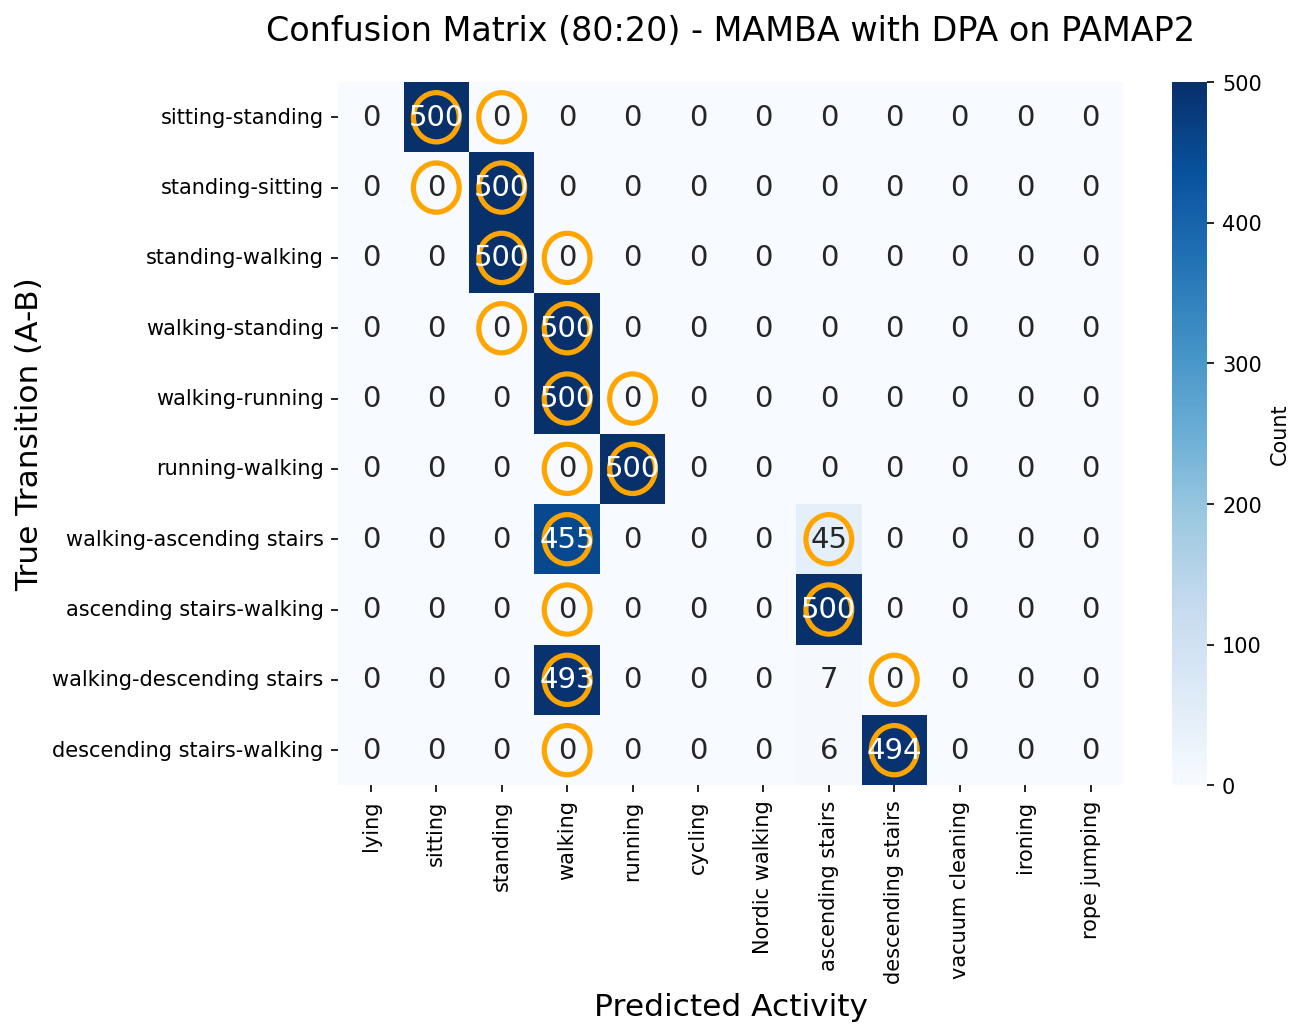 Confusion Matrix (80:20) - MAMBA with DPA on PAMAP2
True Transition (A-B)
sitting-standing 0 500 0 0 0 0 0 0 0 0 0 0
standing-sitting 0 0 500 0 0 0 0 0 0 0 0 0
standing-walking 0 0 500 0 0 0 0 0 0 0 0 0
walking-standing 0 0 0 500 0 0 0 0 0 0 0 0
walking-running 0 0 0 500 0 0 0 0 0 0 0 0
running-walking 0 0 0 0 500 0 0 0 0 0 0 0
walking-ascending stairs 0 0 0 455 0 0 0 45 0 0 0 0
ascending stairs-walking 0 0 0 0 0 0 0 500 0 0 0 0
walking-descending stairs 0 0 0 493 0 0 0 7 0 0 0 0
descending stairs-walking 0 0 0 0 0 0 0 6 494 0 0 0
lying
sitting
standing
walking
running
cycling
Nordic walking
ascending stairs
descending stairs
vacuum cleaning
ironing
rope jumping
Predicted Activity
500
400
300
200
100
0
Count